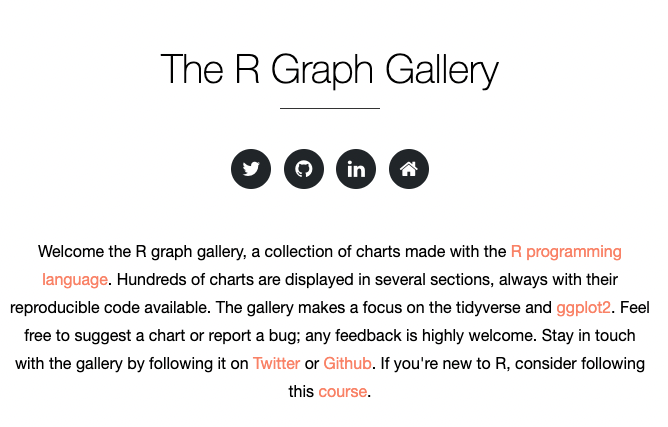 The R Graph Gallery
Welcome the R graph gallery, a collection of charts made with the R programming
language. Hundreds of charts are displayed in several sections, always with their
reproducible code available. The gallery makes a focus on the tidyverse and ggplot2. Feel
free to suggest a chart or report a bug; any feedback is highly welcome. Stay in touch
with the gallery by following it on Twitter or Github. If you're new to R, consider following
this course.